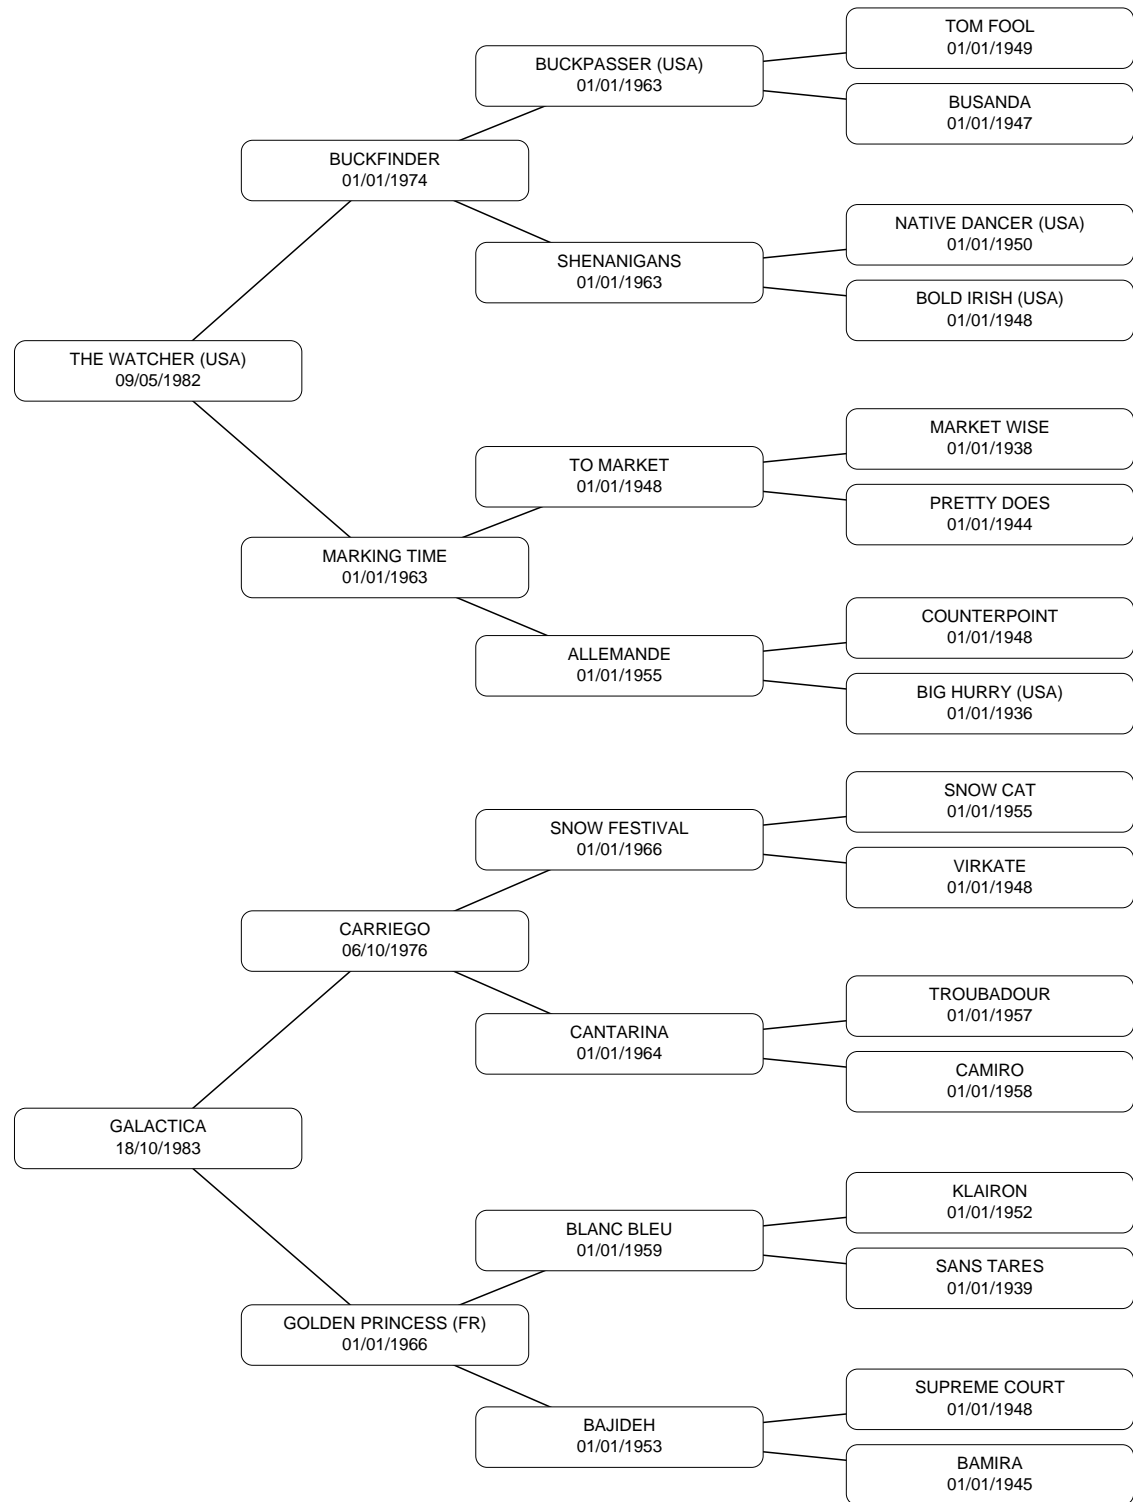 TOM FOOL
01/01/1949
BUCKPASSER (USA)
01/01/1963
BUSANDA
01/01/1947
BUCKFINDER
01/01/1974
NATIVE DANCER (USA)
01/01/1950
SHENANIGANS
01/01/1963
BOLD IRISH (USA)
01/01/1948
THE WATCHER (USA)
09/05/1982
MARKET WISE
01/01/1938
TO MARKET
01/01/1948
PRETTY DOES
01/01/1944
MARKING TIME
01/01/1963
COUNTERPOINT
01/01/1948
ALLEMANDE
01/01/1955
BIG HURRY (USA)
01/01/1936
SNOW CAT
01/01/1955
SNOW FESTIVAL
01/01/1966
VIRKATE
01/01/1948
CARRIEGO
06/10/1976
TROUBADOUR
01/01/1957
CANTARINA
01/01/1964
CAMIRO
01/01/1958
GALACTICA
18/10/1983
KLAIRON
01/01/1952
BLANC BLEU
01/01/1959
SANS TARES
01/01/1939
GOLDEN PRINCESS (FR)
01/01/1966
SUPREME COURT
01/01/1948
BAJIDEH
01/01/1953
BAMIRA
01/01/1945